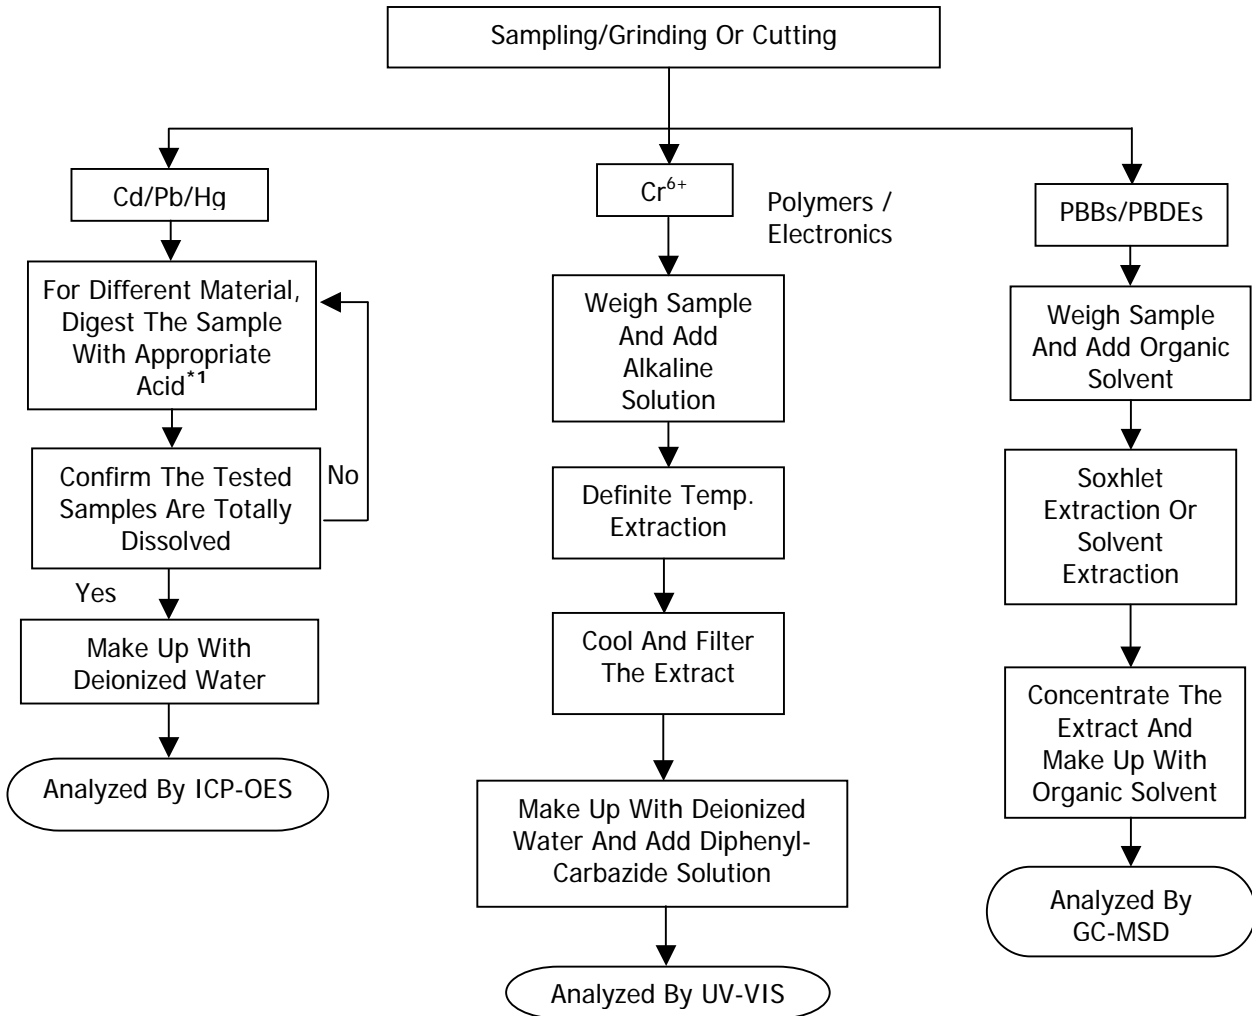 Sampling/Grinding Or Cutting
Cd/Pb/Hg
For Different Material,
Digest The Sample
With Appropriate
Acid*1
Confirm The Tested
Samples Are Totally
Dissolved
No
Yes
Make Up With
Deionized Water
Analyzed By ICP-OES
Cr6+
Polymers /
Electronics
Weigh Sample
And Add
Alkaline
Solution
Definite Temp.
Extraction
Cool And Filter
The Extract
Make Up With Deionized
Water And Add Diphenyl-
Carbazide Solution
Analyzed By UV-VIS
PBBs/PBDEs
Weigh Sample
And Add Organic
Solvent
Soxhlet
Extraction Or
Solvent
Extraction
Concentrate The
Extract And
Make Up With
Organic Solvent
Analyzed By
GC-MSD